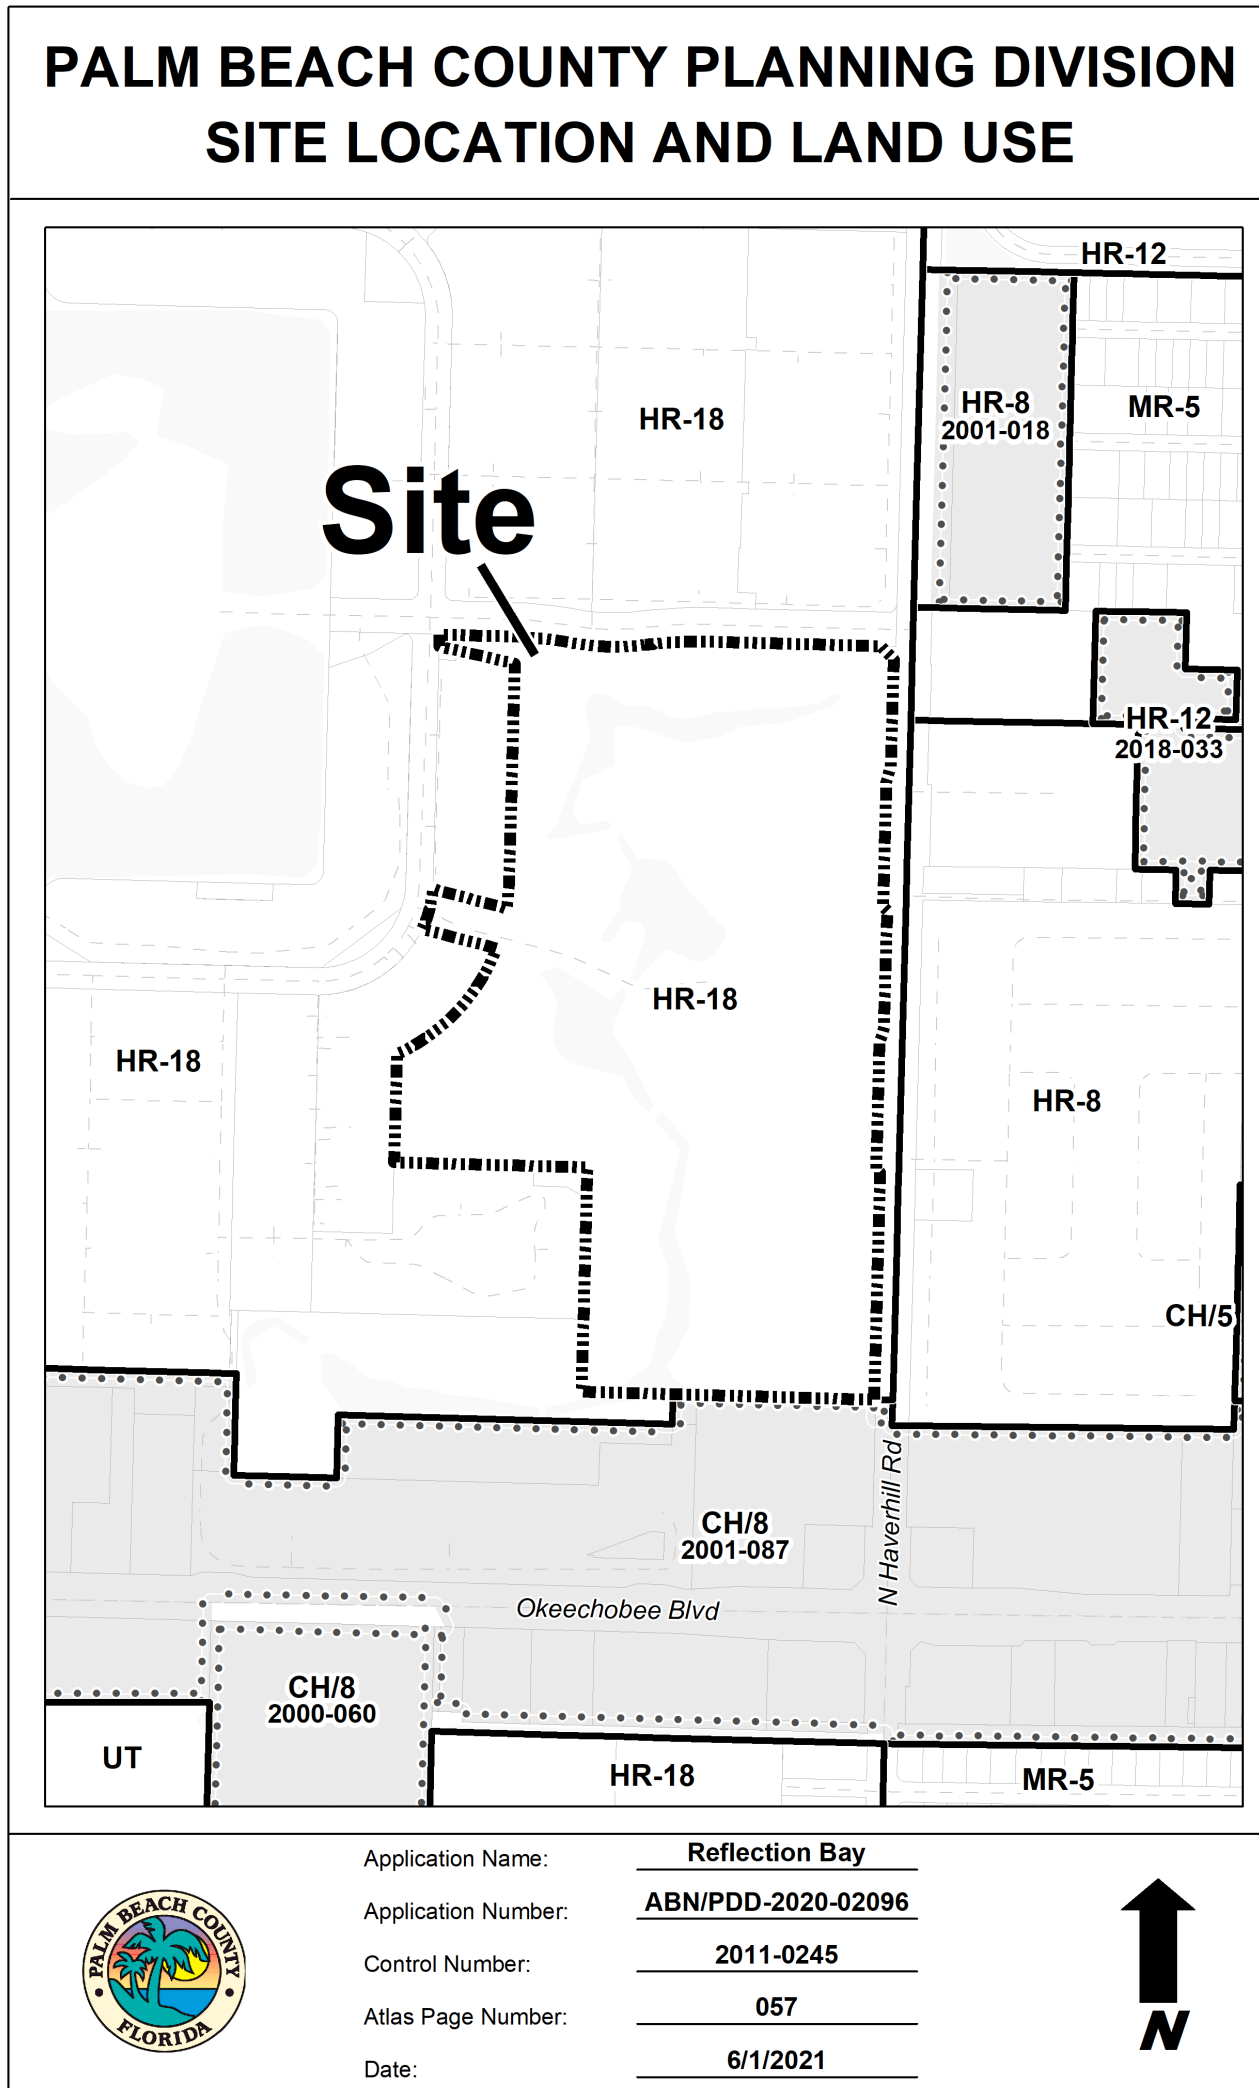 PALM BEACH COUNTY PLANNING DIVISION
SITE LOCATION AND LAND USE
HR-12
HR-18
HR-8
2001-018
MR-5
Site
HR-12
2018-033
HR-18
HR-18
HR-8
CH/5
N Haverhill Rd
CH/8
2001-087
Okeechobee Blvd
CH/8
2000-060
UT
HR-18
MR-5
Application Name: Reflection Bay
Application Number: ABN/PDD-2020-02096
Control Number: 2011-0245
Atlas Page Number: 057
Date: 6/1/2021
PALM BEACH COUNTY
FLORIDA
N